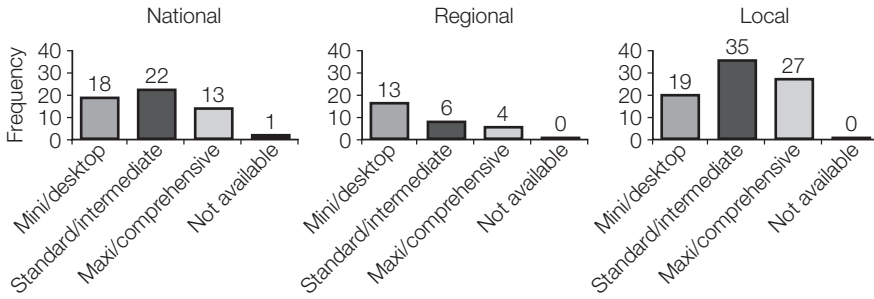 National
Frequency
40
30
20
10
0
18
22
13
1
Mini/desktop
Standard/intermediate
Maxi/comprehensive
Not available
Regional
40
30
20
10
0
13
6
4
0
Mini/desktop
Standard/intermediate
Maxi/comprehensive
Not available
Local
40
30
20
10
0
19
35
27
0
Mini/desktop
Standard/intermediate
Maxi/comprehensive
Not available